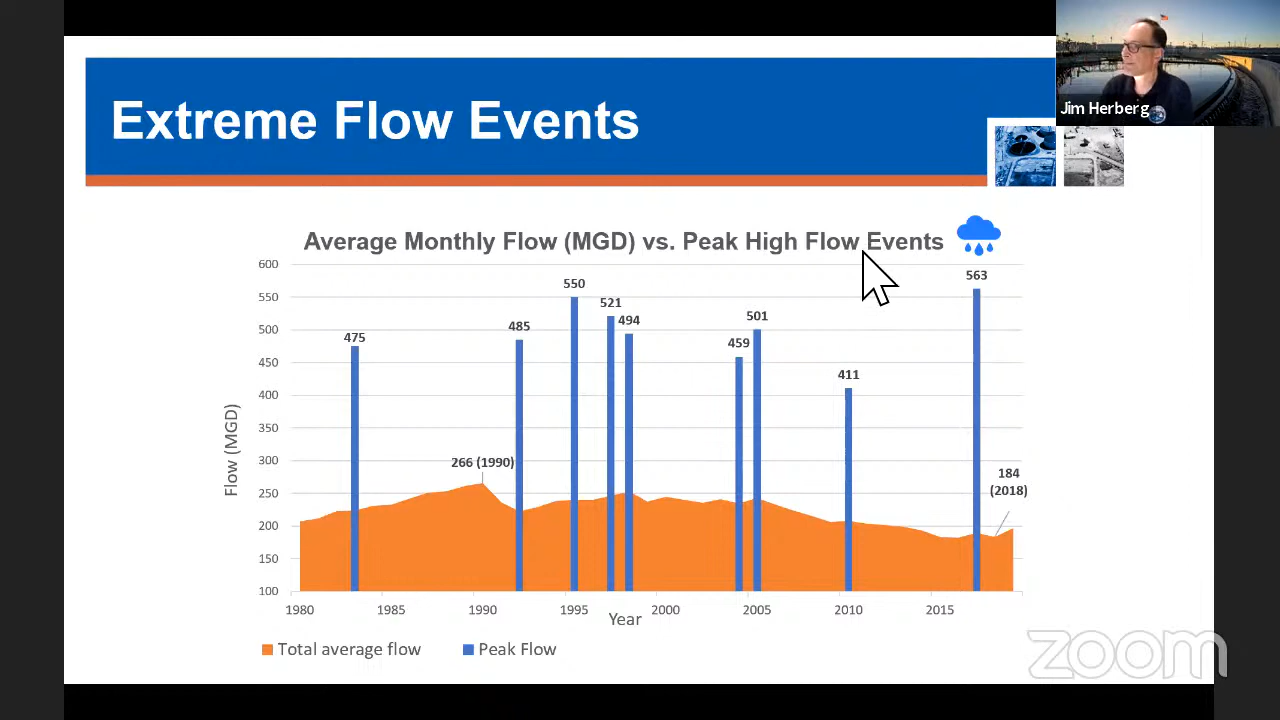 Extreme Flow Events
Jim Herberg
Average Monthly Flow (MGD) vs. Peak High Flow Events
600
550
500
450
400
350
300
250
200
150
100
Flow (MGD)
475
485
550
521
494
459
501
411
563
266 (1990)
184
(2018)
1980 1985 1990 1995 2000 2005 2010 2015
Year
Total average flow Peak Flow
zoom